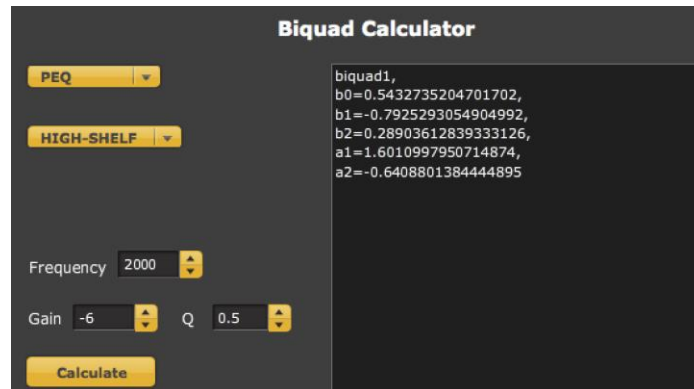 Biquad Calculator
PEQ
HIGH-SHELF
Frequency 2000
Gain -6 Q 0.5
Calculate
biquad1,
b0=0.5432735204701702,
b1=-0.7925293054904992,
b2=0.28903612839333126,
a1=1.6010997950714874,
a2=-0.6408801384444895